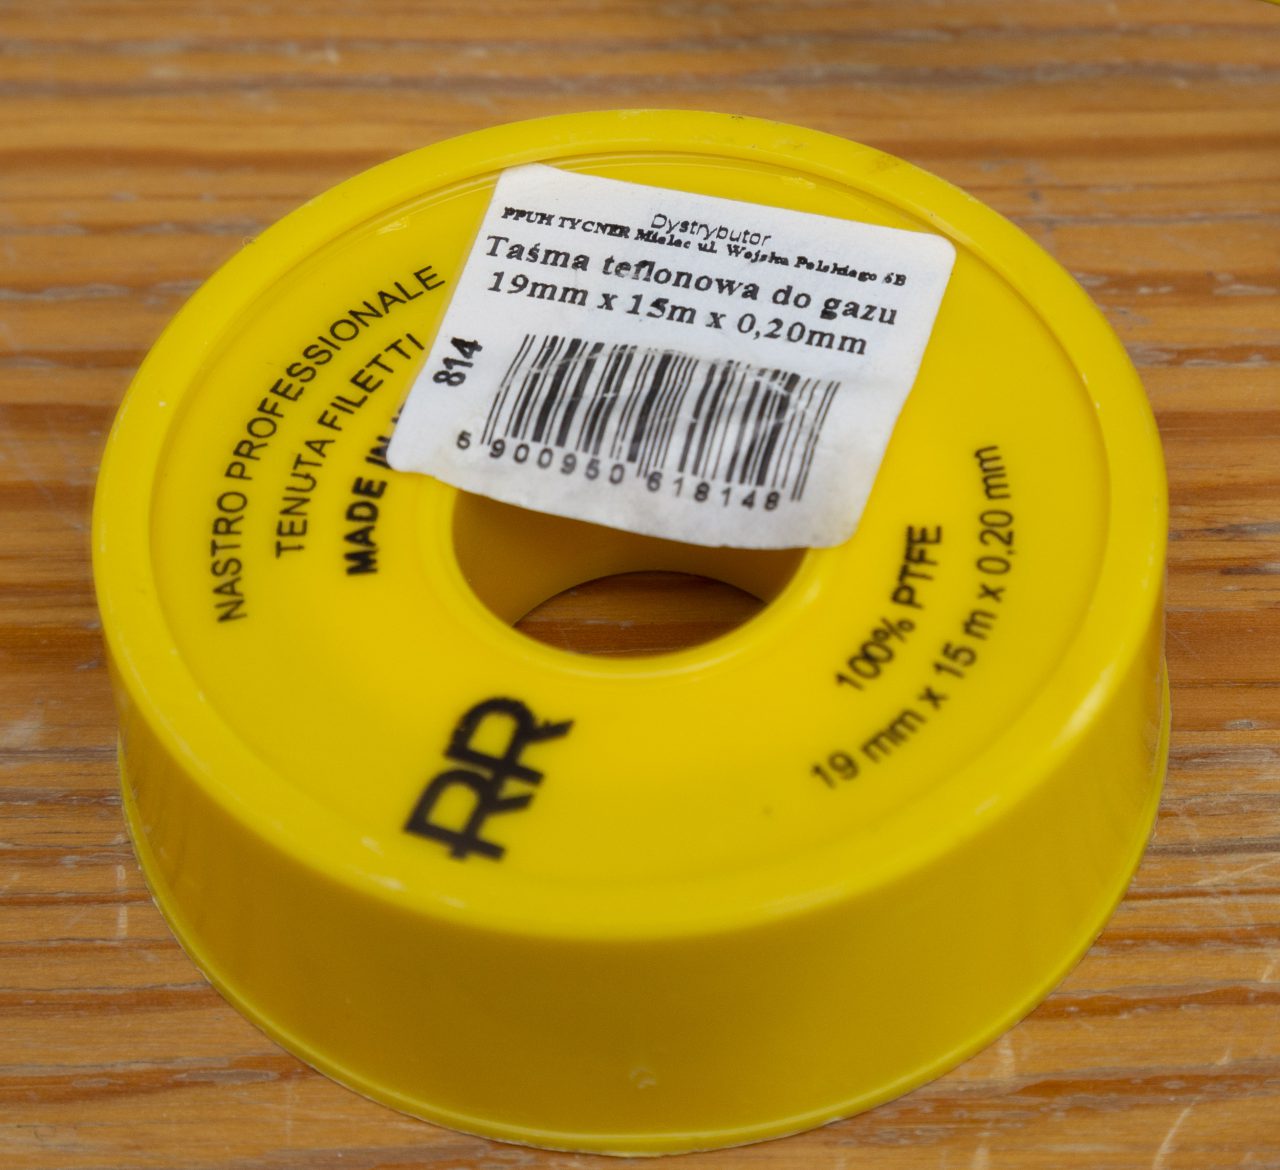 Dystrybutor
PPUH TYCNER Mielec ul. Wojska Polskiego 6B
Taśma teflonowa do gazu
19mm x 15m x 0,20mm
814
5 900950 618148
NASTRO PROFESSIONALE
TENUTA FILETTI
MADE IN
RR
100% PTFE
19 mm x 15 m x 0,20 mm